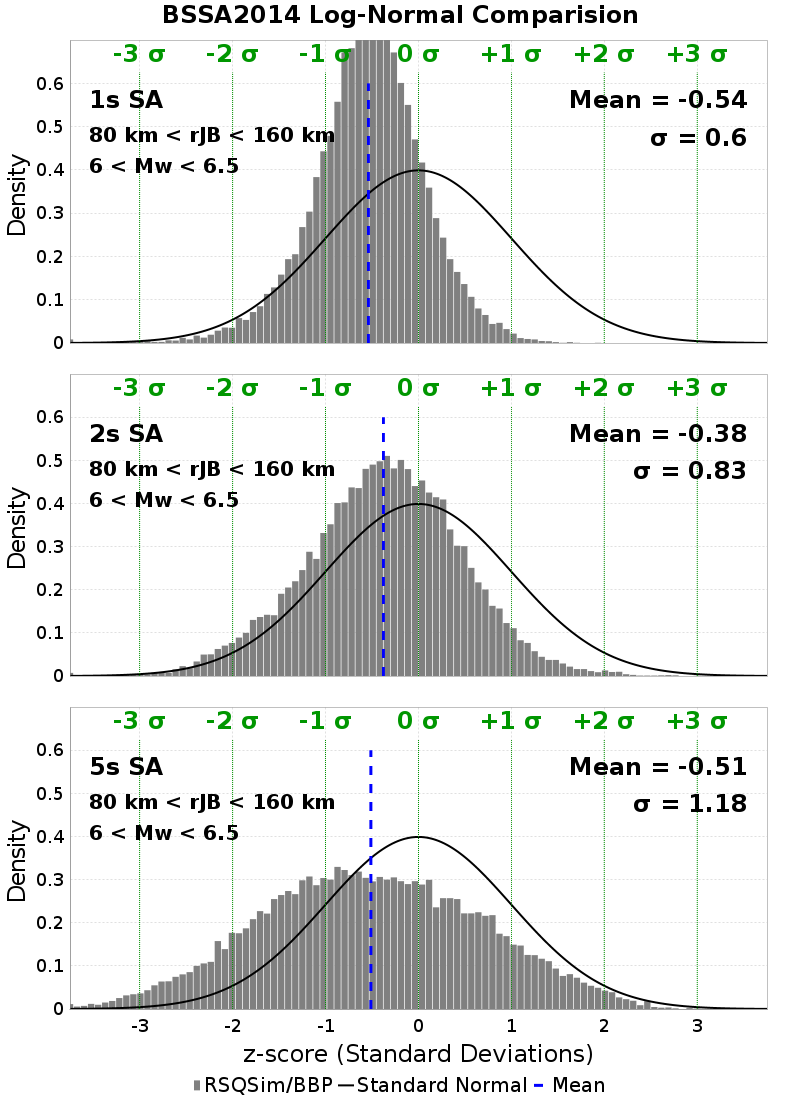 BSSA2014 Log-Normal Comparision
-3 σ -2 σ -1 σ 0 σ +1 σ +2 σ +3 σ
1s SA
80 km < rJB < 160 km
6 < Mw < 6.5
Mean = -0.54
σ = 0.6
Density
0.6
0.5
0.4
0.3
0.2
0.1
0
-3 σ -2 σ -1 σ 0 σ +1 σ +2 σ +3 σ
2s SA
80 km < rJB < 160 km
6 < Mw < 6.5
Mean = -0.38
σ = 0.83
Density
0.6
0.5
0.4
0.3
0.2
0.1
0
-3 σ -2 σ -1 σ 0 σ +1 σ +2 σ +3 σ
5s SA
80 km < rJB < 160 km
6 < Mw < 6.5
Mean = -0.51
σ = 1.18
Density
0.6
0.5
0.4
0.3
0.2
0.1
0
-3 -2 -1 0 1 2 3
z-score (Standard Deviations)
RSQSim/BBP Standard Normal Mean